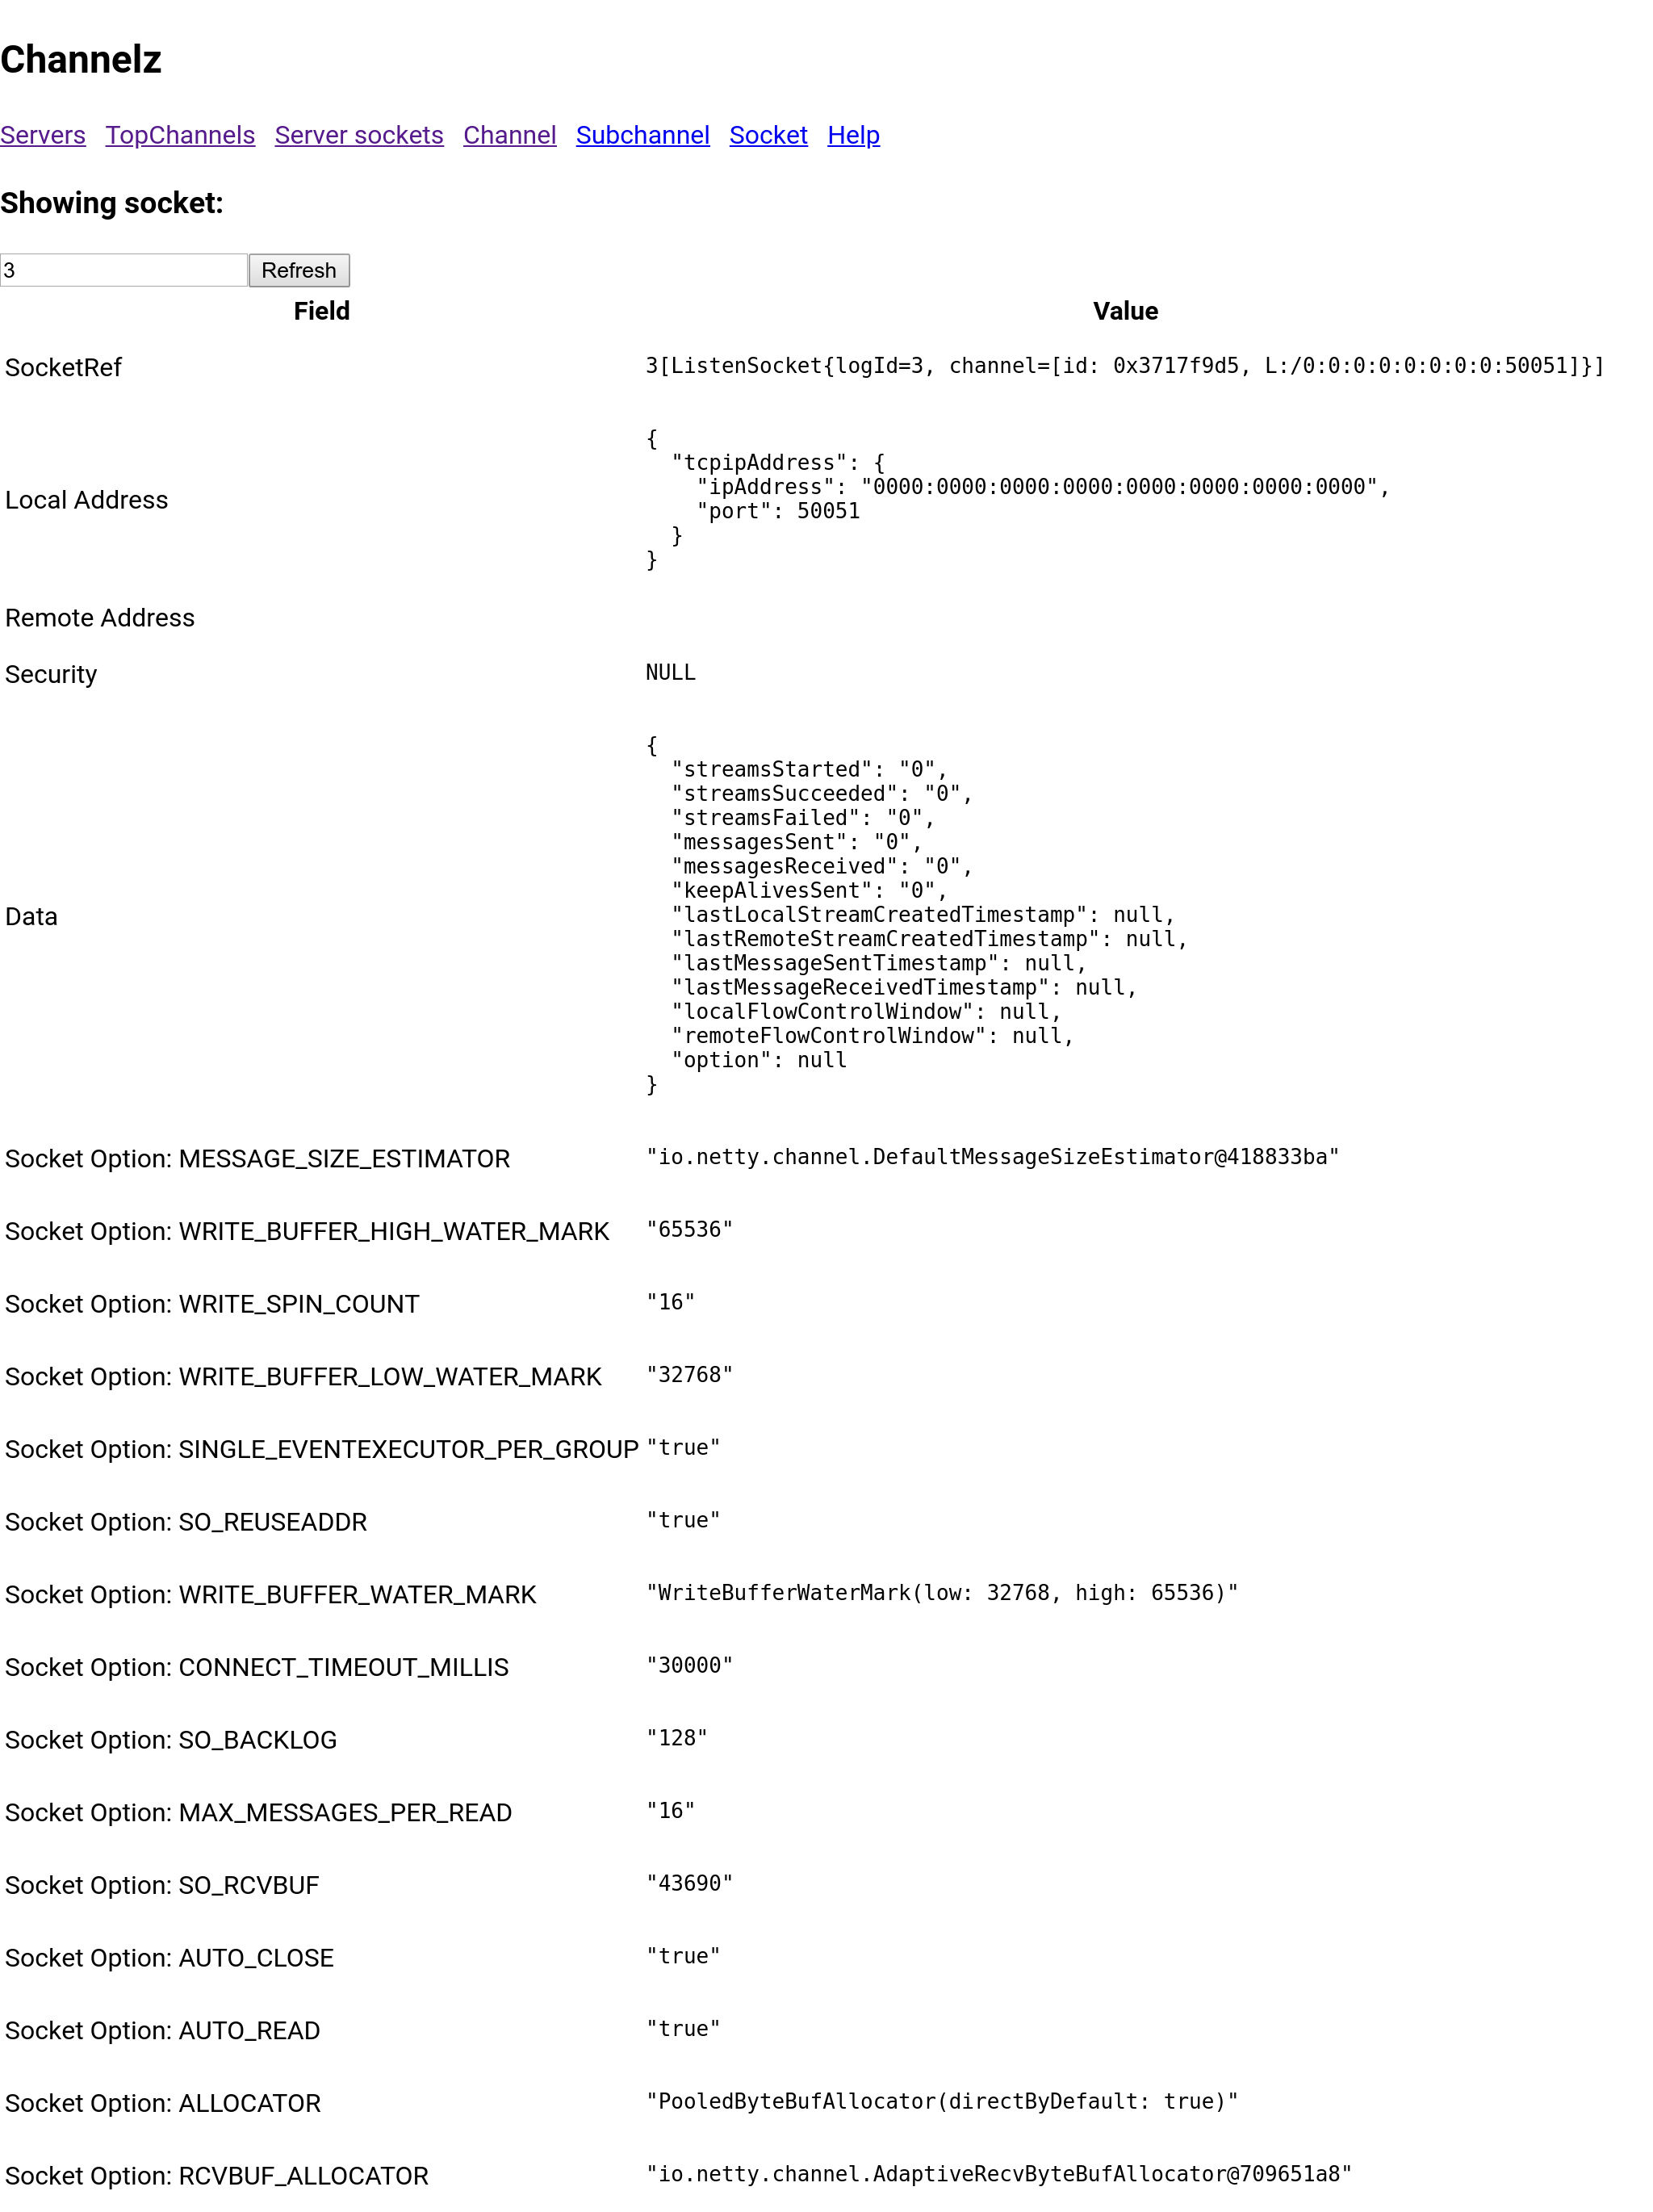 Channelz
Servers TopChannels Server sockets Channel Subchannel Socket Help
Showing socket:
3 Refresh
Field Value
SocketRef 3[ListenSocket{logId=3, channel=[id: 0x3717f9d5, L:/0:0:0:0:0:0:0:0:50051]}]
{
"tcpipAddress": {
"ipAddress": "0000:0000:0000:0000:0000:0000:0000:0000",
Local Address
"port": 50051
}
}
Remote Address
Security NULL
{
"streamsStarted": "0",
"streamsSucceeded": "0",
"streamsFailed": "0",
"messagesSent": "0",
"messagesReceived": "0",
"keepAlivesSent": "0",
Data "lastLocalStreamCreatedTimestamp": null,
"lastRemoteStreamCreatedTimestamp": null,
"lastMessageSentTimestamp": null,
"lastMessageReceivedTimestamp": null,
"localFlowControlWindow": null,
"remoteFlowControlWindow": null,
"option": null
}
Socket Option: MESSAGE_SIZE_ESTIMATOR "io.netty.channel.DefaultMessageSizeEstimator@418833ba"
Socket Option: WRITE_BUFFER_HIGH_WATER_MARK "65536"
Socket Option: WRITE_SPIN_COUNT "16"
Socket Option: WRITE_BUFFER_LOW_WATER_MARK "32768"
Socket Option: SINGLE_EVENTEXECUTOR_PER_GROUP "true"
Socket Option: SO_REUSEADDR "true"
Socket Option: WRITE_BUFFER_WATER_MARK "WriteBufferWaterMark(low: 32768, high: 65536)"
Socket Option: CONNECT_TIMEOUT_MILLIS "30000"
Socket Option: SO_BACKLOG "128"
Socket Option: MAX_MESSAGES_PER_READ "16"
Socket Option: SO_RCVBUF "43690"
Socket Option: AUTO_CLOSE "true"
Socket Option: AUTO_READ "true"
Socket Option: ALLOCATOR "PooledByteBufAllocator(directByDefault: true)"
Socket Option: RCVBUF_ALLOCATOR "io.netty.channel.AdaptiveRecvByteBufAllocator@709651a8"